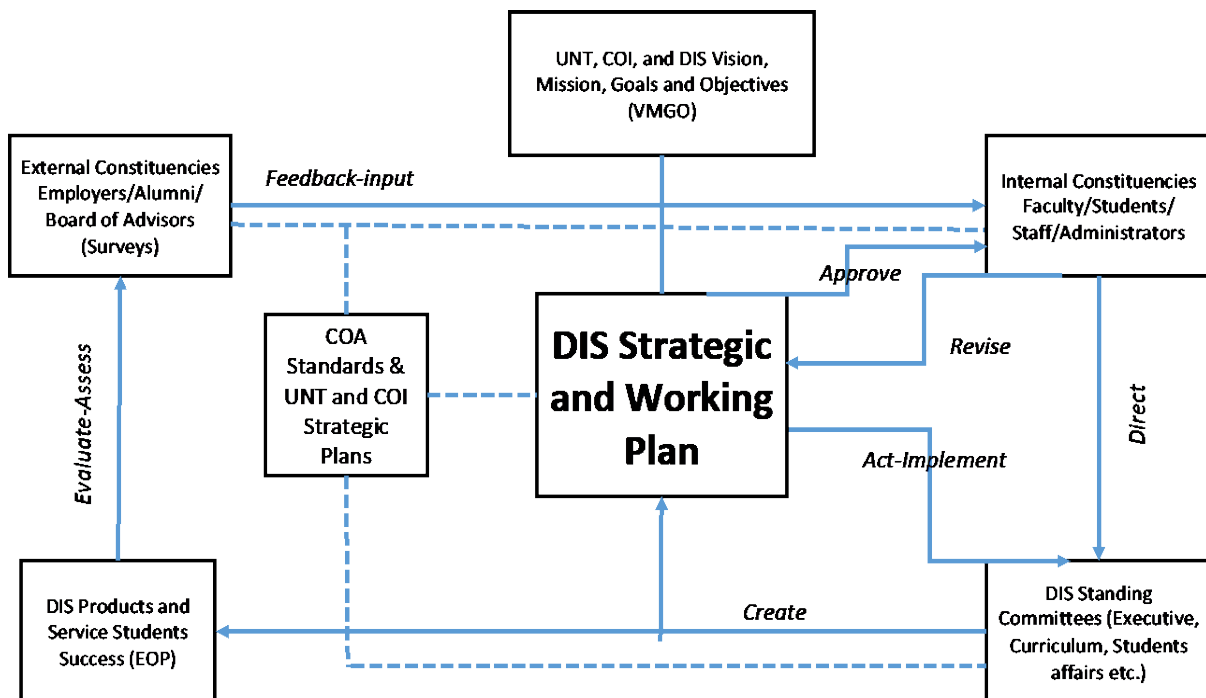 UNT, COI, and DIS Vision,
Mission, Goals and Objectives
(VMGO)
External Constituencies
Employers/Alumni/
Board of Advisors
(Surveys)
Feedback-input
Internal Constituencies
Faculty/Students/
Staff/Administrators
Approve
COA
Standards &
UNT and COI
Strategic
Plans
DIS Strategic
and Working
Plan
Revise
Direct
Evaluate-Assess
Act-Implement
DIS Products and
Service Students
Success (EOP)
Create
DIS Standing
Committees (Executive,
Curriculum, Students
affairs etc.)